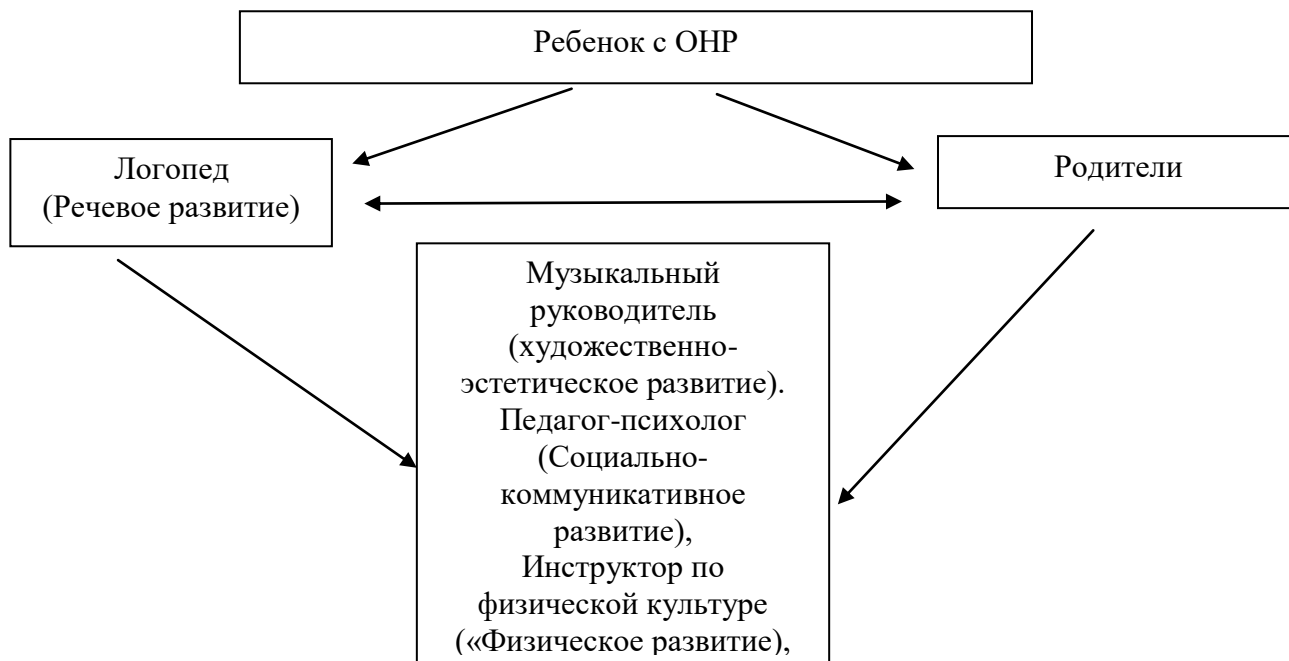 Ребенок с ОНР
Логопед
(Речевое развитие)
Родители
Музыкальный
руководитель
(художественно-
эстетическое развитие).
Педагог-психолог
(Социально-
коммуникативное
развитие),
Инструктор по
физической культуре
(«Физическое развитие),